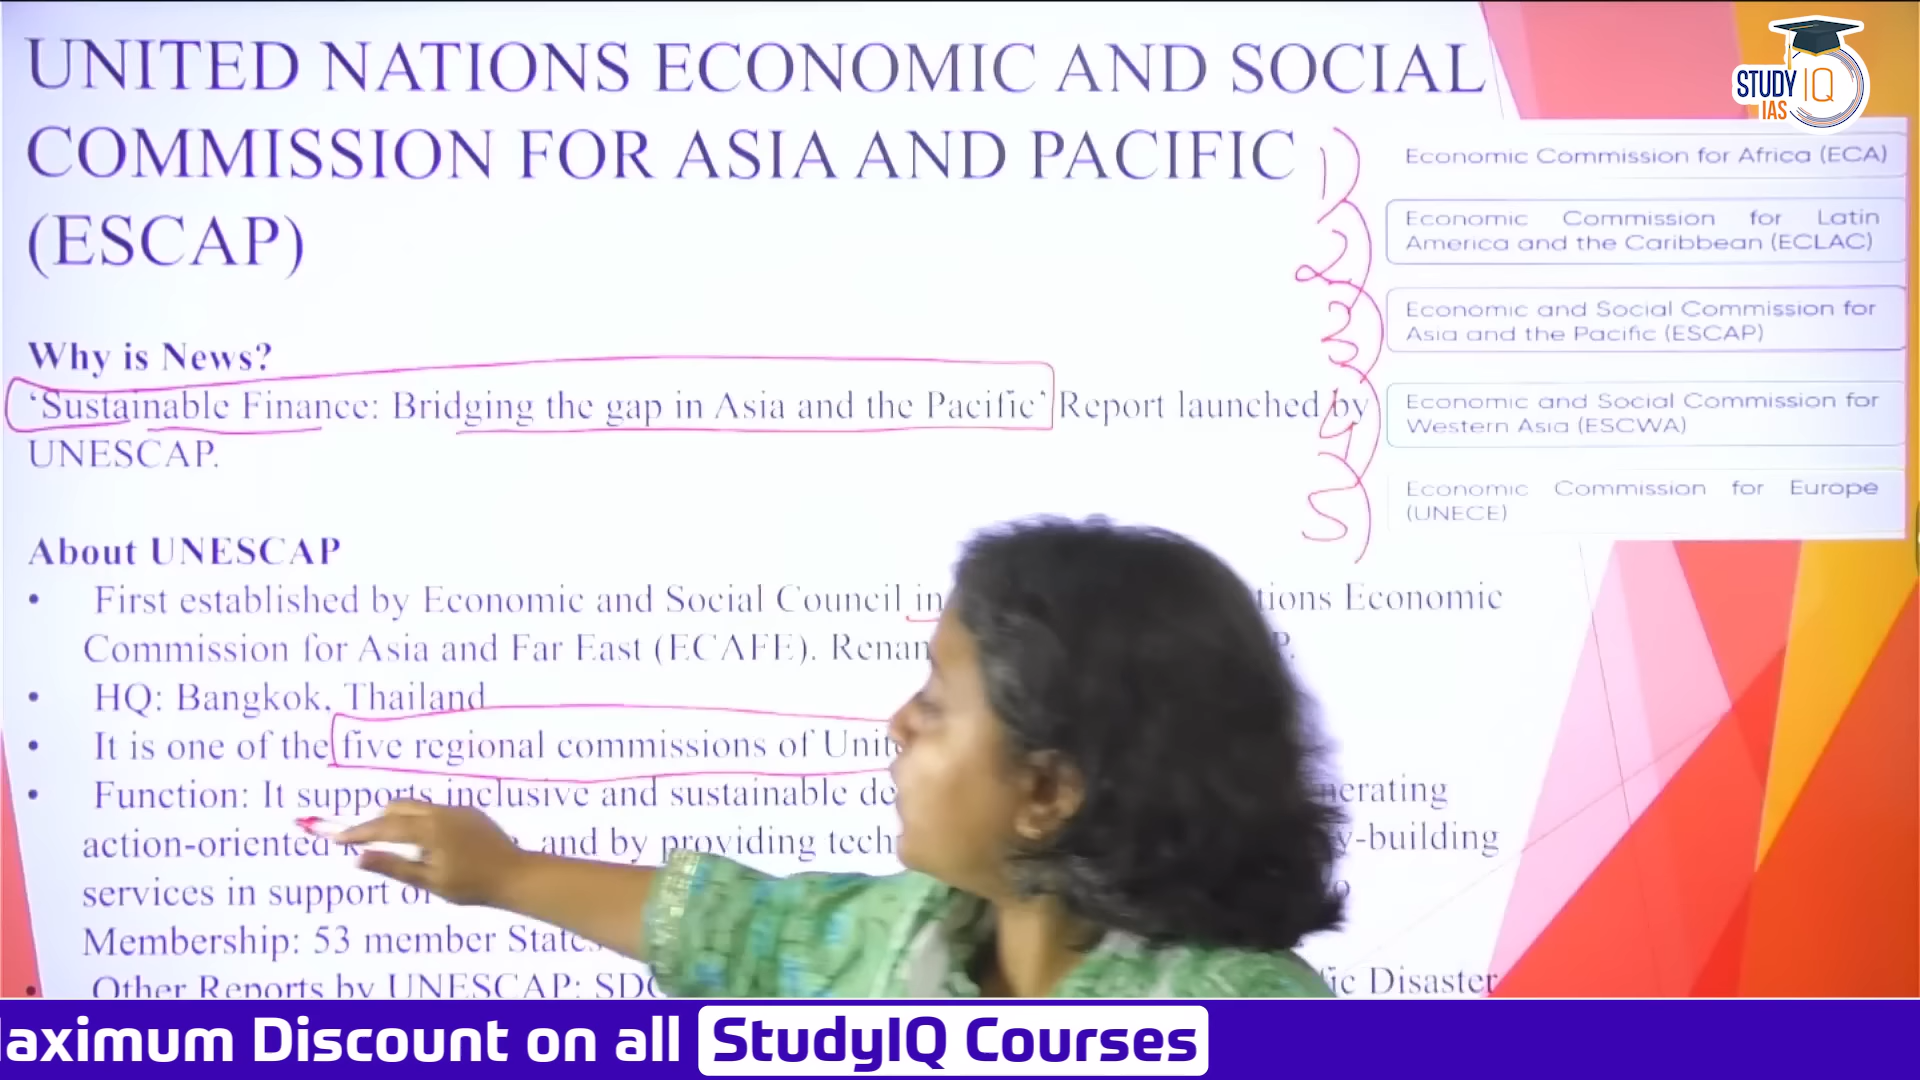 UNITED NATIONS ECONOMIC AND SOCIAL
COMMISSION FOR ASIA AND PACIFIC
(ESCAP)
Why is News?
‘Sustainable Finance: Bridging the gap in Asia and the Pacific’ Report launched by
UNESCAP.
About UNESCAP
• First established by Economic and Social Council in tions Economic
Commission for Asia and Far East (ECAFE). Renam P.
• HQ: Bangkok, Thailand
• It is one of the five regional commissions of Unite
• Function: It supports inclusive and sustainable de nerating
action-oriented and by providing tech y-building
services in support of o
Membership: 53 member States
• Other Reports by UNESCAP: SDG ic Disaster
STUDY IQ
IAS
1)
2)
3)
4)
5)
Economic Commission for Africa (ECA)
Economic Commission for Latin
America and the Caribbean (ECLAC)
Economic and Social Commission for
Asia and the Pacific (ESCAP)
Economic and Social Commission for
Western Asia (ESCWA)
Economic Commission for Europe
(UNECE)
aximum Discount on all StudyIQ Courses